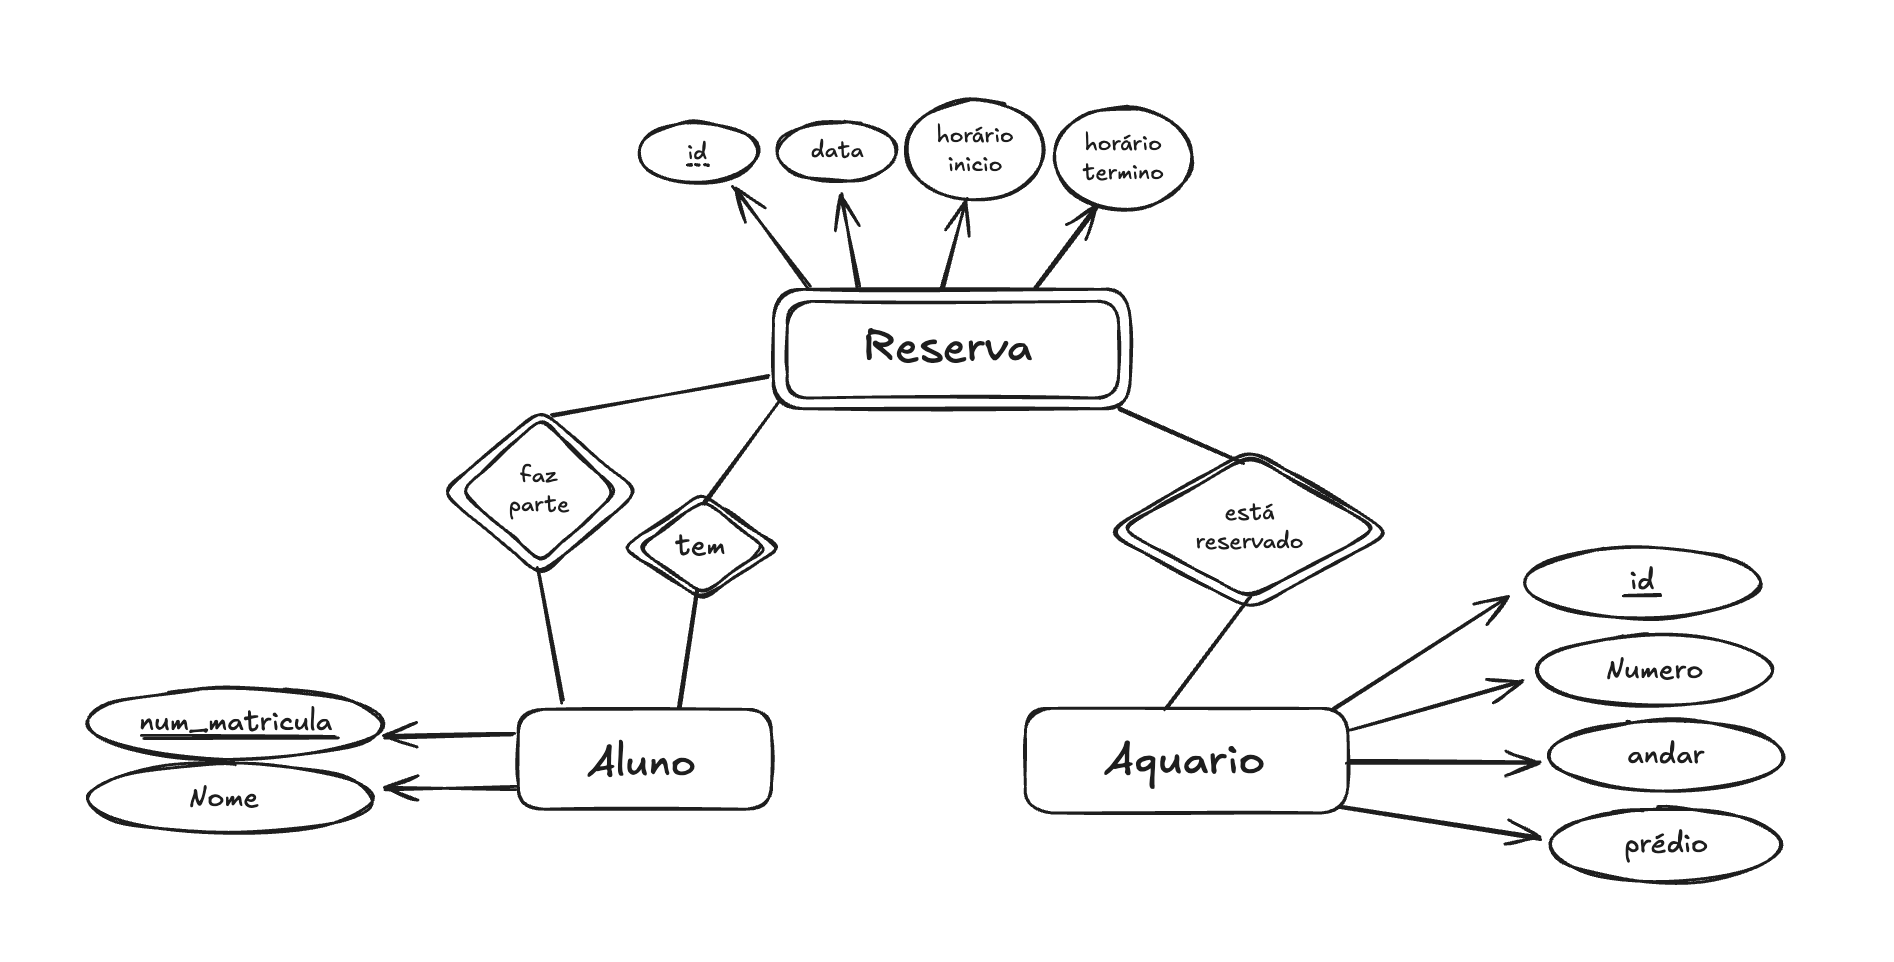 id
data
horário
inicio
horário
termino
Reserva
faz
parte
tem
está
reservado
num_matricula
Nome
Aluno
Aquario
id
Numero
andar
prédio